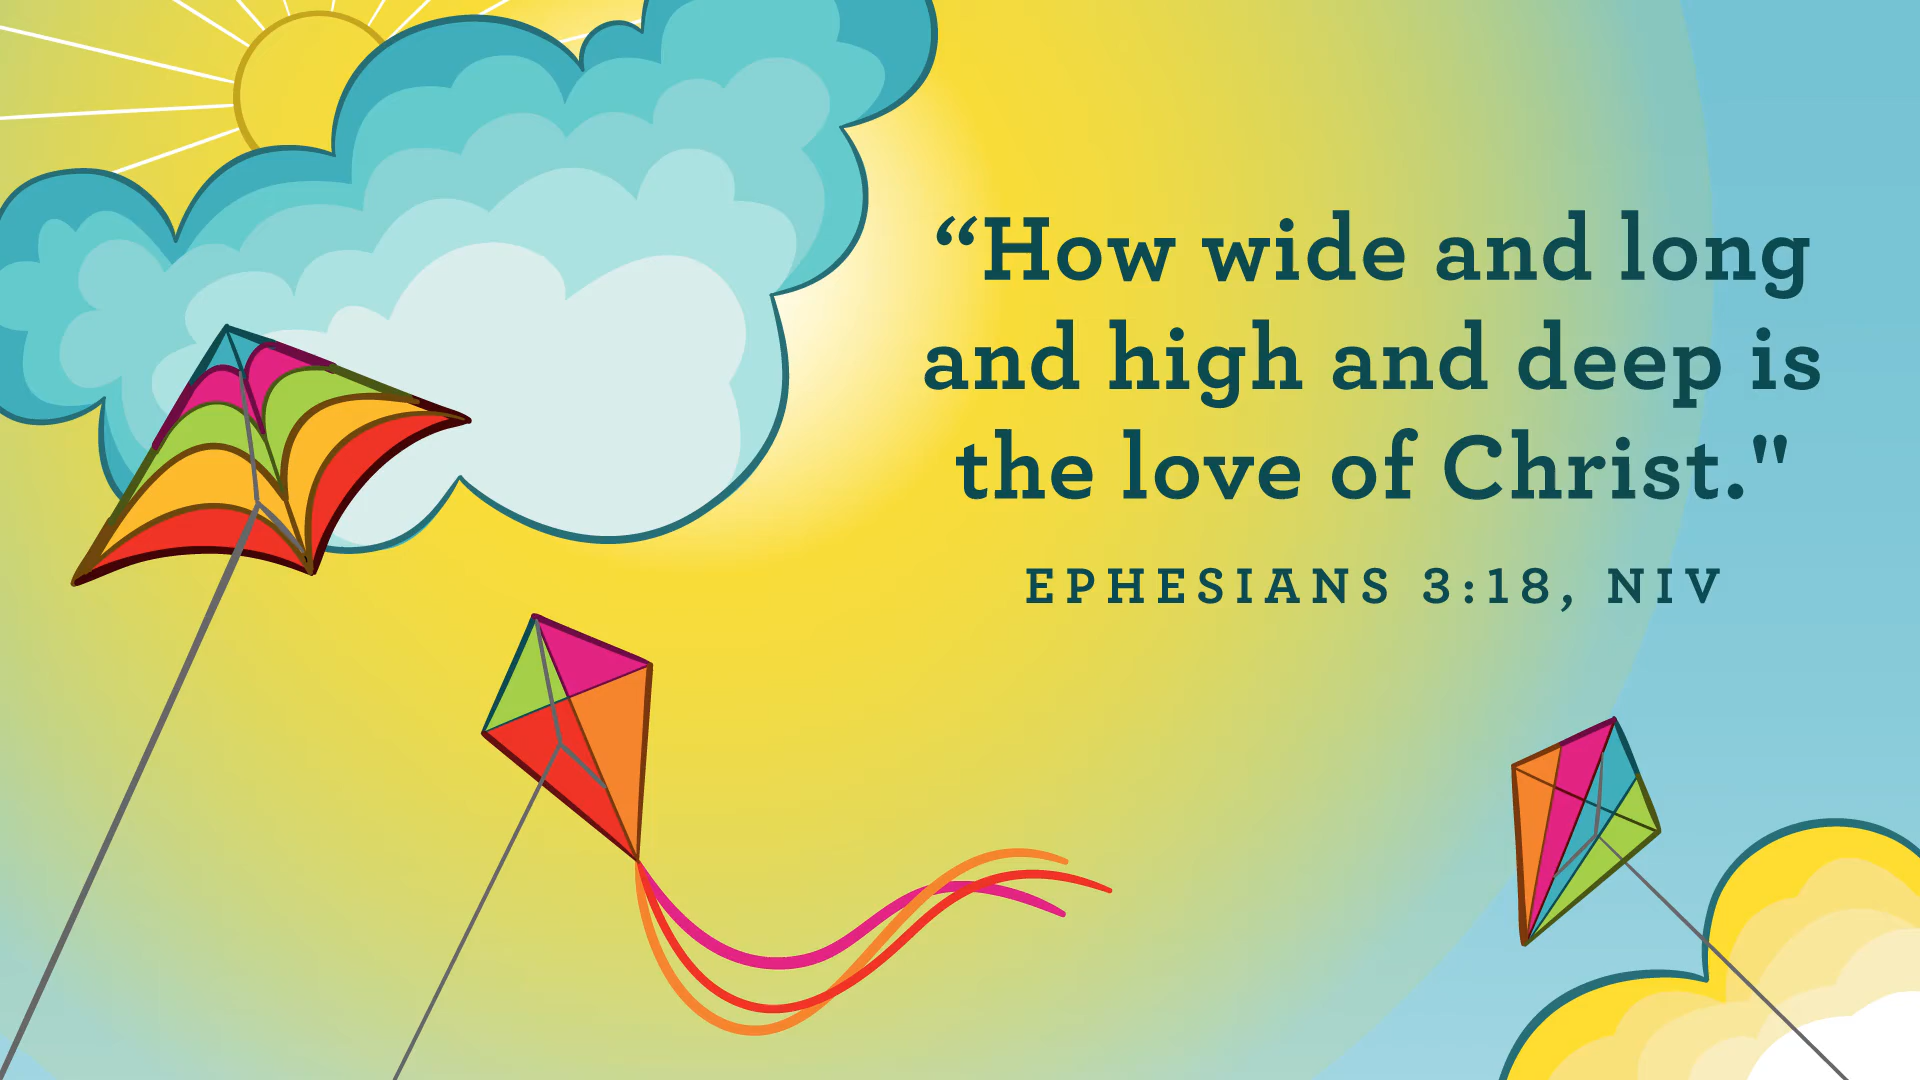 “How wide and long
and high and deep is
the love of Christ."
EPHESIANS 3:18, NIV